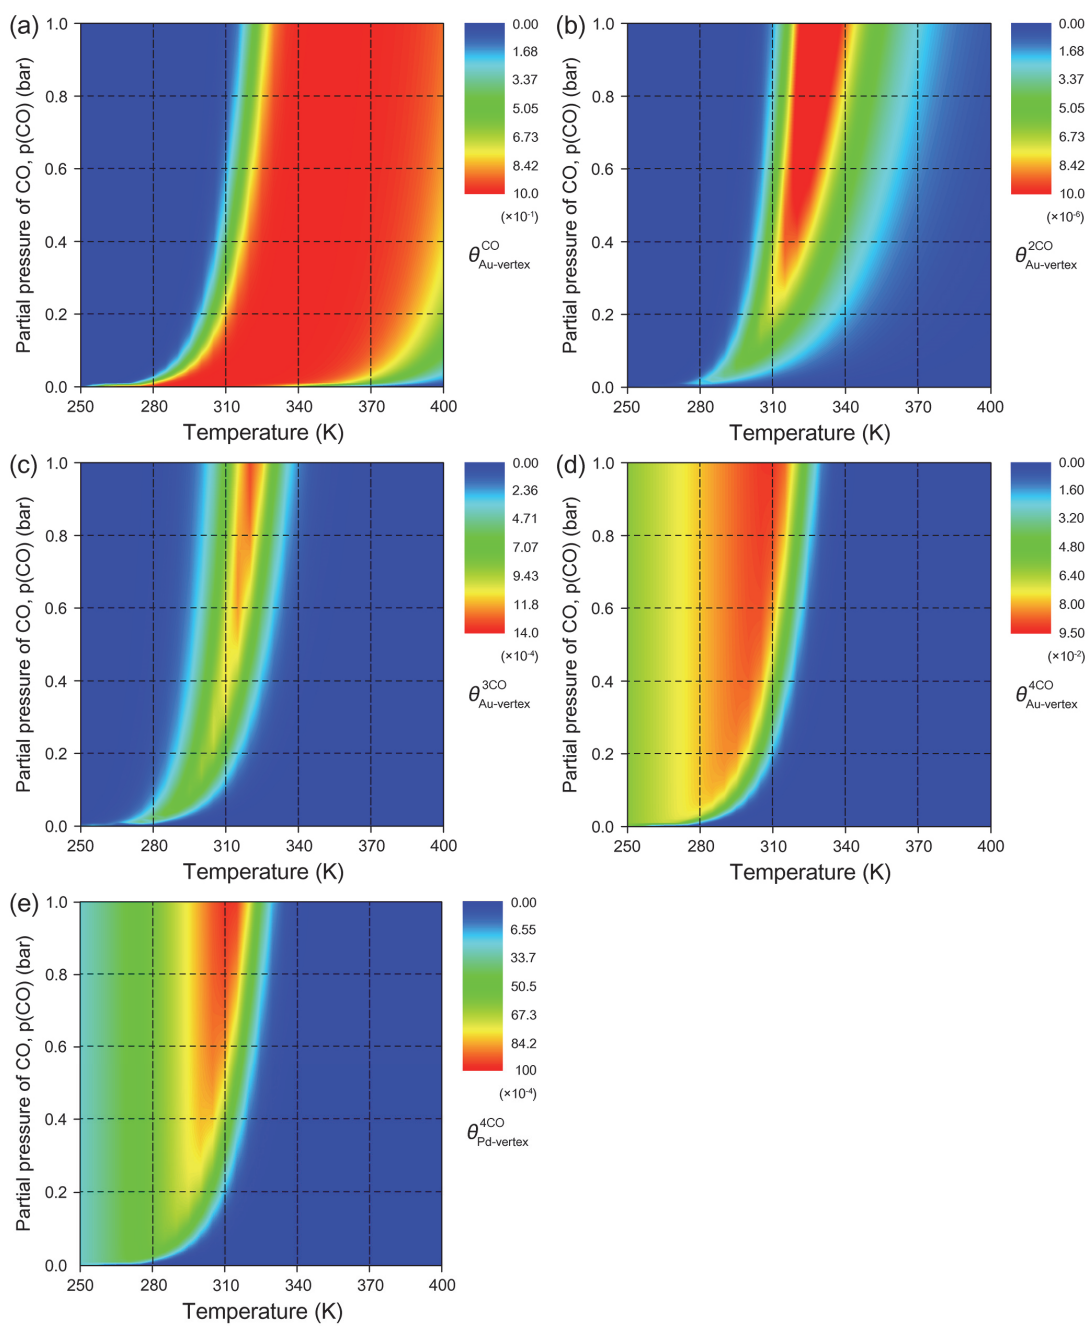 (a)
Partial pressure of CO, p(CO) (bar)
1.0
0.8
0.6
0.4
0.2
0.0
250 280 310 340 370 400
Temperature (K)
0.00
1.68
3.37
5.05
6.73
8.42
10.0
(×10⁻¹)
θ CO Au-vertex
(b)
Partial pressure of CO, p(CO) (bar)
1.0
0.8
0.6
0.4
0.2
0.0
250 280 310 340 370 400
Temperature (K)
0.00
1.68
3.37
5.05
6.73
8.42
10.0
(×10⁻⁶)
θ 2CO Au-vertex
(c)
Partial pressure of CO, p(CO) (bar)
1.0
0.8
0.6
0.4
0.2
0.0
250 280 310 340 370 400
Temperature (K)
0.00
2.36
4.71
7.07
9.43
11.8
14.0
(×10⁻⁴)
θ 3CO Au-vertex
(d)
Partial pressure of CO, p(CO) (bar)
1.0
0.8
0.6
0.4
0.2
0.0
250 280 310 340 370 400
Temperature (K)
0.00
1.60
3.20
4.80
6.40
8.00
9.50
(×10⁻²)
θ 4CO Au-vertex
(e)
Partial pressure of CO, p(CO) (bar)
1.0
0.8
0.6
0.4
0.2
0.0
250 280 310 340 370 400
Temperature (K)
0.00
6.55
33.7
50.5
67.3
84.2
100
(×10⁻⁴)
θ 4CO Pd-vertex